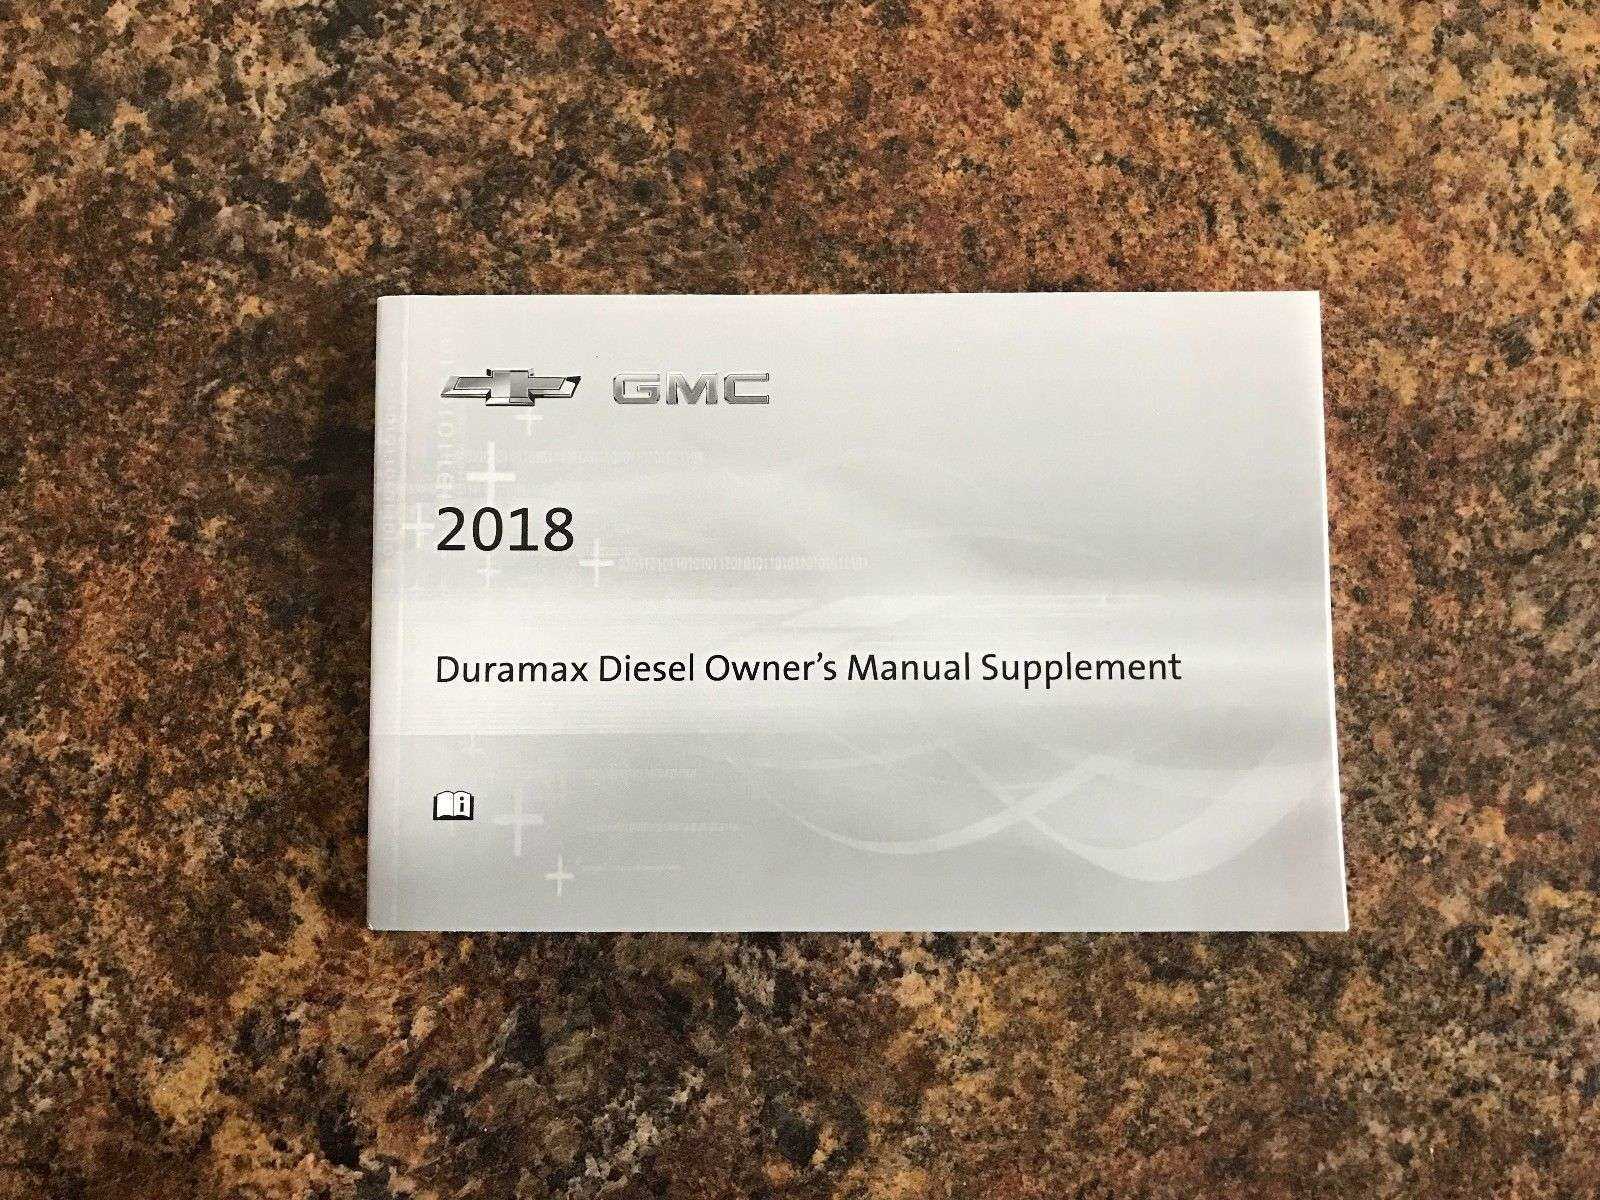 GMC
2018
Duramax Diesel Owner's Manual Supplement
i